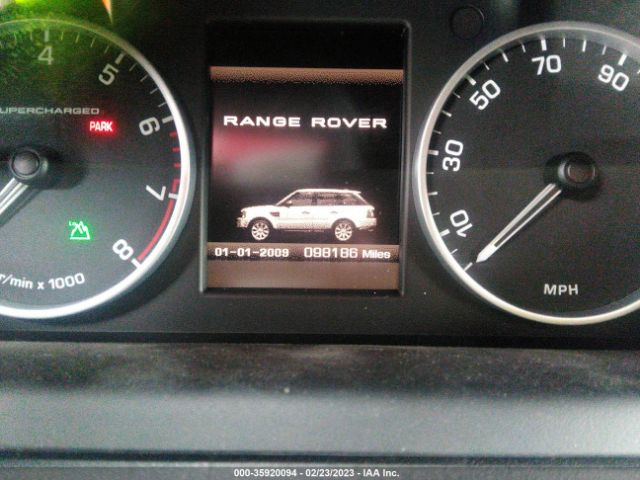 4 5 6 7 8
SUPERCHARGED
PARK
r/min x 1000
RANGE ROVER
01-01-2009 098186 Miles
10 30 50 70 90
MPH
000-35920094 - 02/23/2023 - IAA Inc.